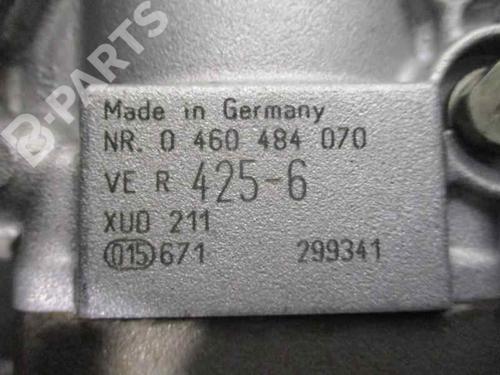 B-PARTS
Made in Germany
NR. 0 460 484 070
VE R 425-6
XUD 211
015 671 299341